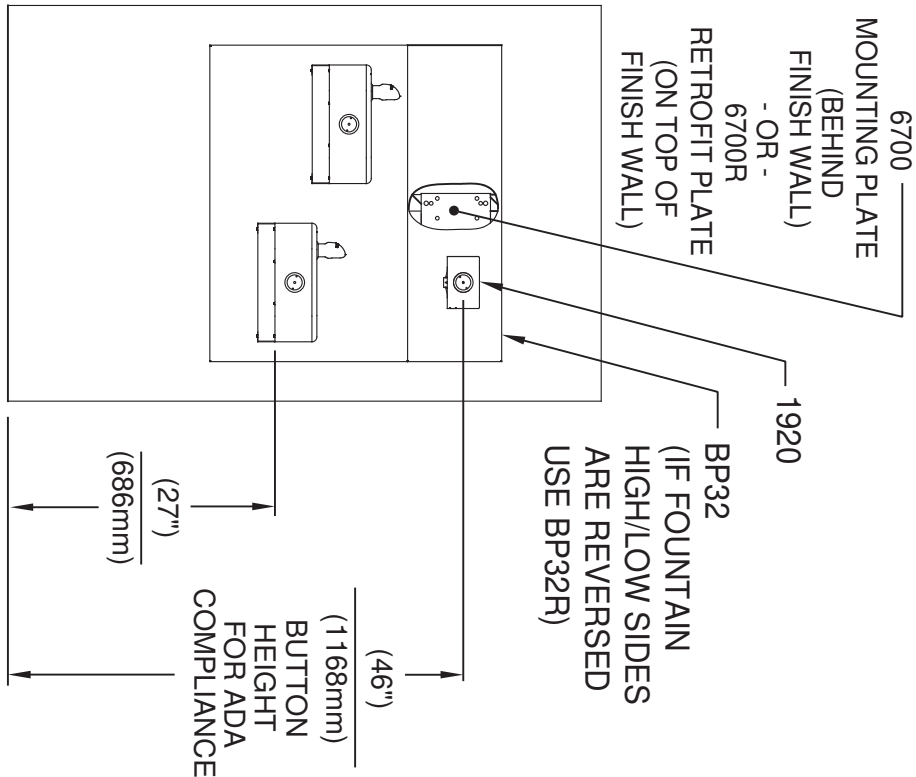 6700
MOUNTING PLATE
(BEHIND
FINISH WALL)
- OR -
6700R
RETROFIT PLATE
(ON TOP OF
FINISH WALL)
1920
BP32
(IF FOUNTAIN
HIGH/LOW SIDES
ARE REVERSED
USE BP32R)
(27")
(686mm)
(46")
(1168mm)
BUTTON
HEIGHT
FOR ADA
COMPLIANCE